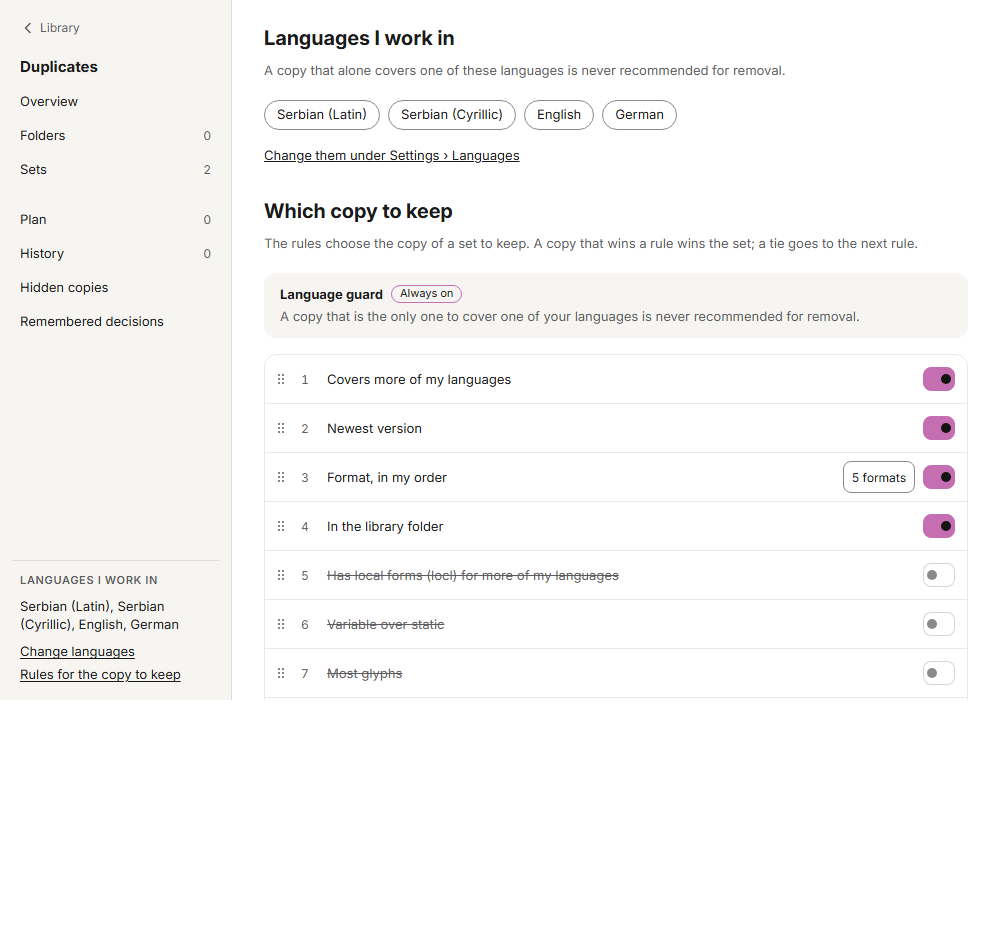 Library
Duplicates
Overview
Folders 0
Sets 2
Plan 0
History 0
Hidden copies
Remembered decisions
LANGUAGES I WORK IN
Serbian (Latin), Serbian
(Cyrillic), English, German
Change languages
Rules for the copy to keep
Languages I work in
A copy that alone covers one of these languages is never recommended for removal.
Serbian (Latin) Serbian (Cyrillic) English German
Change them under Settings › Languages
Which copy to keep
The rules choose the copy of a set to keep. A copy that wins a rule wins the set; a tie goes to the next rule.
Language guard Always on
A copy that is the only one to cover one of your languages is never recommended for removal.
1 Covers more of my languages
2 Newest version
3 Format, in my order 5 formats
4 In the library folder
5 Has local forms (locl) for more of my languages
6 Variable over static
7 Most glyphs